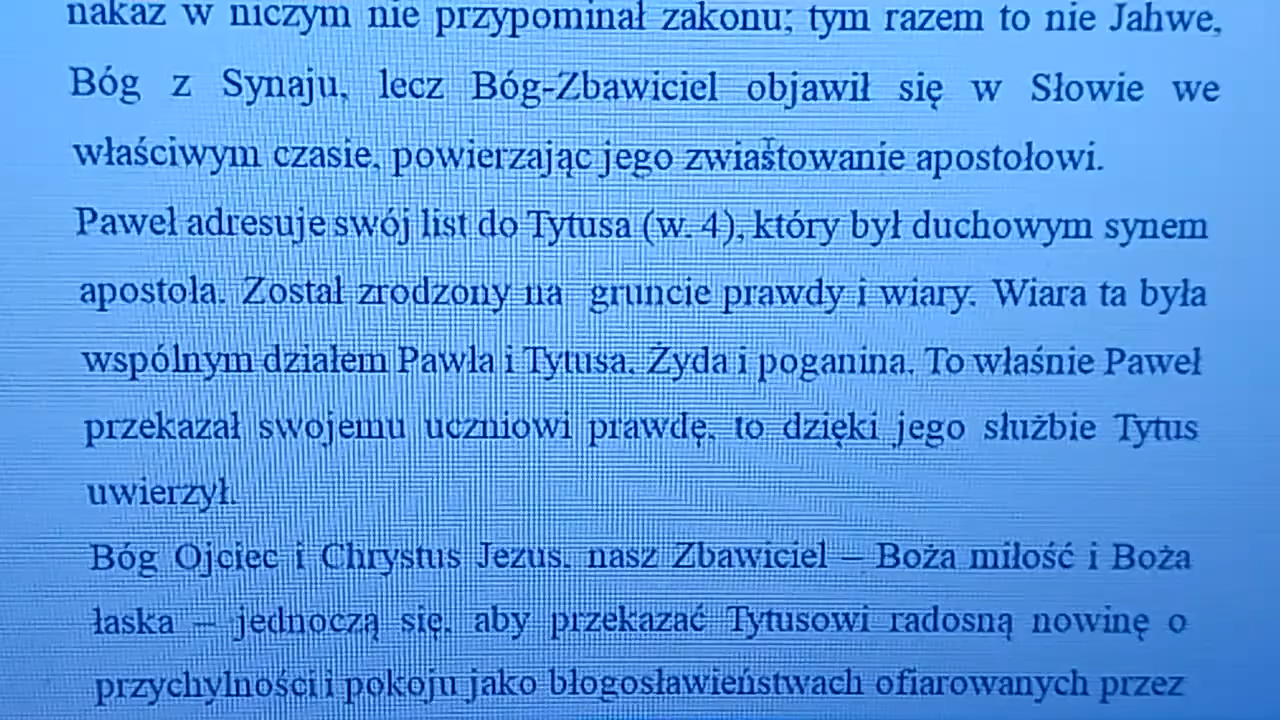 nakaz w niczym nie przypominał zakonu; tym razem to nie Jahwe,
Bóg z Synaju, lecz Bóg-Zbawiciel objawił się w Słowie we
właściwym czasie, powierzając jego zwiastowanie apostołowi.
Paweł adresuje swój list do Tytusa (w. 4), który był duchowym synem
apostoła. Został zrodzony na gruncie prawdy i wiary. Wiara ta była
wspólnym działem Pawła i Tytusa, Żyda i poganina. To właśnie Paweł
przekazał swojemu uczniowi prawdę, to dzięki jego służbie Tytus
uwierzył.
Bóg Ojciec i Chrystus Jezus, nasz Zbawiciel – Boża miłość i Boża
łaska – jednoczą się, aby przekazać Tytusowi radosną nowinę o
przychylności i pokoju jako błogosławieństwach ofiarowanych przez